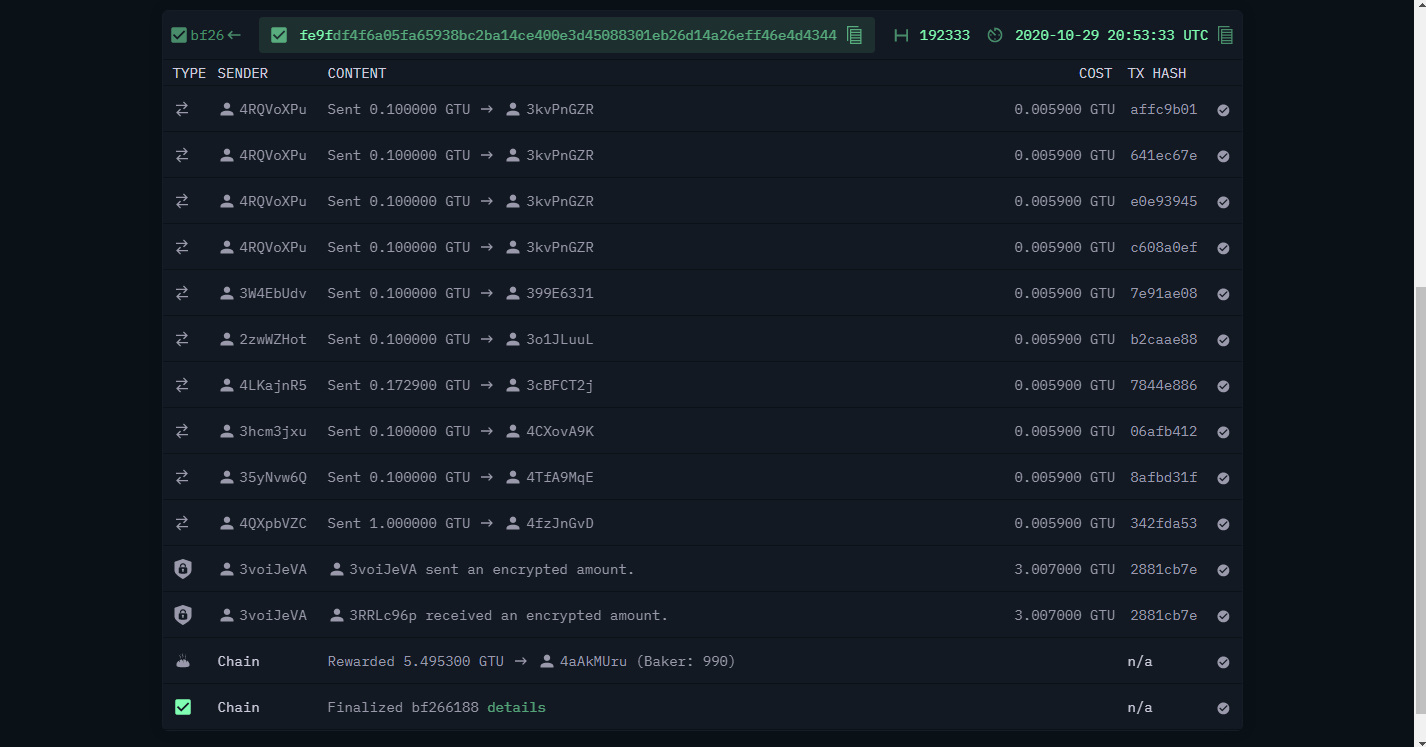 bf26← fe9fdf4f6a05fa65938bc2ba14ce400e3d45088301eb26d14a26eff46e4d4344 192333 2020-10-29 20:53:33 UTC
TYPE SENDER CONTENT COST TX HASH
4RQVoXPu Sent 0.100000 GTU → 3kvPnGZR 0.005900 GTU affc9b01
4RQVoXPu Sent 0.100000 GTU → 3kvPnGZR 0.005900 GTU 641ec67e
4RQVoXPu Sent 0.100000 GTU → 3kvPnGZR 0.005900 GTU e0e93945
4RQVoXPu Sent 0.100000 GTU → 3kvPnGZR 0.005900 GTU c608a0ef
3W4EbUdv Sent 0.100000 GTU → 399E63J1 0.005900 GTU 7e91ae08
2zwWZHot Sent 0.100000 GTU → 3o1JLuuL 0.005900 GTU b2caae88
4LKajnR5 Sent 0.172900 GTU → 3cBFCT2j 0.005900 GTU 7844e886
3hcm3jxu Sent 0.100000 GTU → 4CXovA9K 0.005900 GTU 06afb412
35yNvw6Q Sent 0.100000 GTU → 4TfA9MqE 0.005900 GTU 8afbd31f
4QXpbVZC Sent 1.000000 GTU → 4fzJnGvD 0.005900 GTU 342fda53
3voiJeVA 3voiJeVA sent an encrypted amount. 3.007000 GTU 2881cb7e
3voiJeVA 3RRLc96p received an encrypted amount. 3.007000 GTU 2881cb7e
Chain Rewarded 5.495300 GTU → 4aAkMUru (Baker: 990) n/a
Chain Finalized bf266188 details n/a